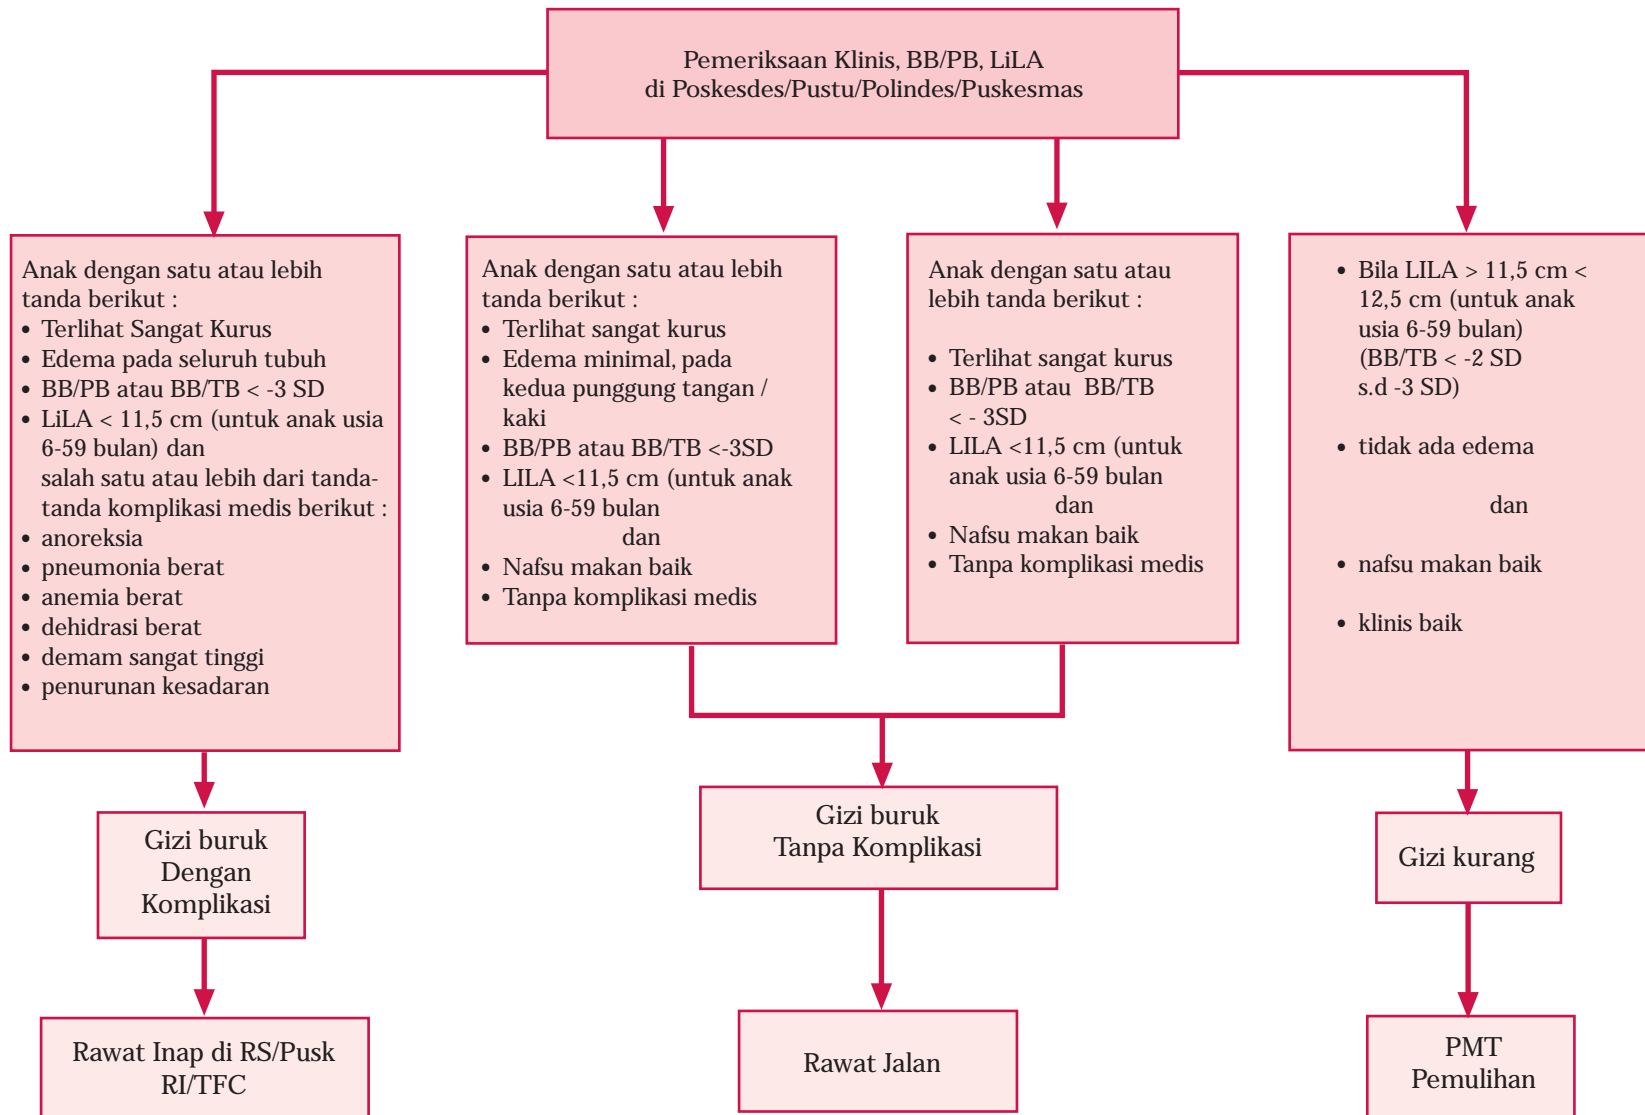 Pemeriksaan Klinis, BB/PB, LiLA
di Poskesdes/Pustu/Polindes/Puskesmas
Anak dengan satu atau lebih
tanda berikut :
• Terlihat Sangat Kurus
• Edema pada seluruh tubuh
• BB/PB atau BB/TB < -3 SD
• LiLA < 11,5 cm (untuk anak usia
6-59 bulan) dan
salah satu atau lebih dari tanda-
tanda komplikasi medis berikut :
• anoreksia
• pneumonia berat
• anemia berat
• dehidrasi berat
• demam sangat tinggi
• penurunan kesadaran
Anak dengan satu atau lebih
tanda berikut :
• Terlihat sangat kurus
• Edema minimal, pada
kedua punggung tangan /
kaki
• BB/PB atau BB/TB <-3SD
• LILA <11,5 cm (untuk anak
usia 6-59 bulan
dan
• Nafsu makan baik
• Tanpa komplikasi medis
Anak dengan satu atau
lebih tanda berikut :
• Terlihat sangat kurus
• BB/PB atau BB/TB
< - 3SD
• LILA <11,5 cm (untuk
anak usia 6-59 bulan
dan
• Nafsu makan baik
• Tanpa komplikasi medis
• Bila LILA > 11,5 cm <
12,5 cm (untuk anak
usia 6-59 bulan)
(BB/TB < -2 SD
s.d -3 SD)
• tidak ada edema
dan
• nafsu makan baik
• klinis baik
Gizi buruk
Dengan
Komplikasi
Gizi buruk
Tanpa Komplikasi
Gizi kurang
Rawat Inap di RS/Pusk
RI/TFC
Rawat Jalan
PMT
Pemulihan